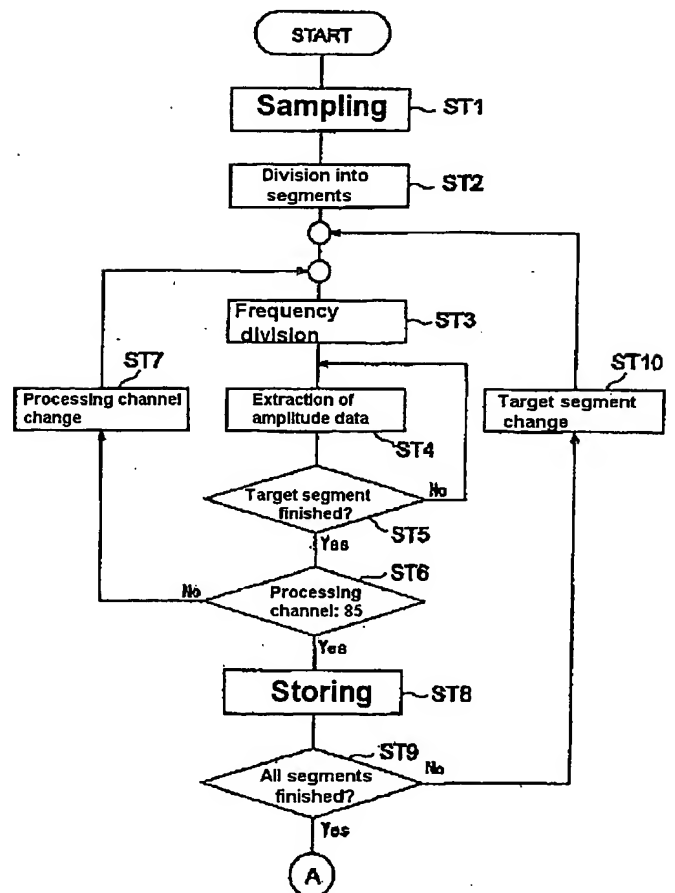 START
Sampling
ST1
Division into
segments
ST2
Frequency
division
ST3
ST7
Processing channel
change
Extraction of
amplitude data
ST4
ST10
Target segment
change
Target segment
finished?
No
ST5
Yes
ST6
No
Processing
channel: 85
Yes
Storing
ST8
ST9
All segments
finished?
No
Yes
A